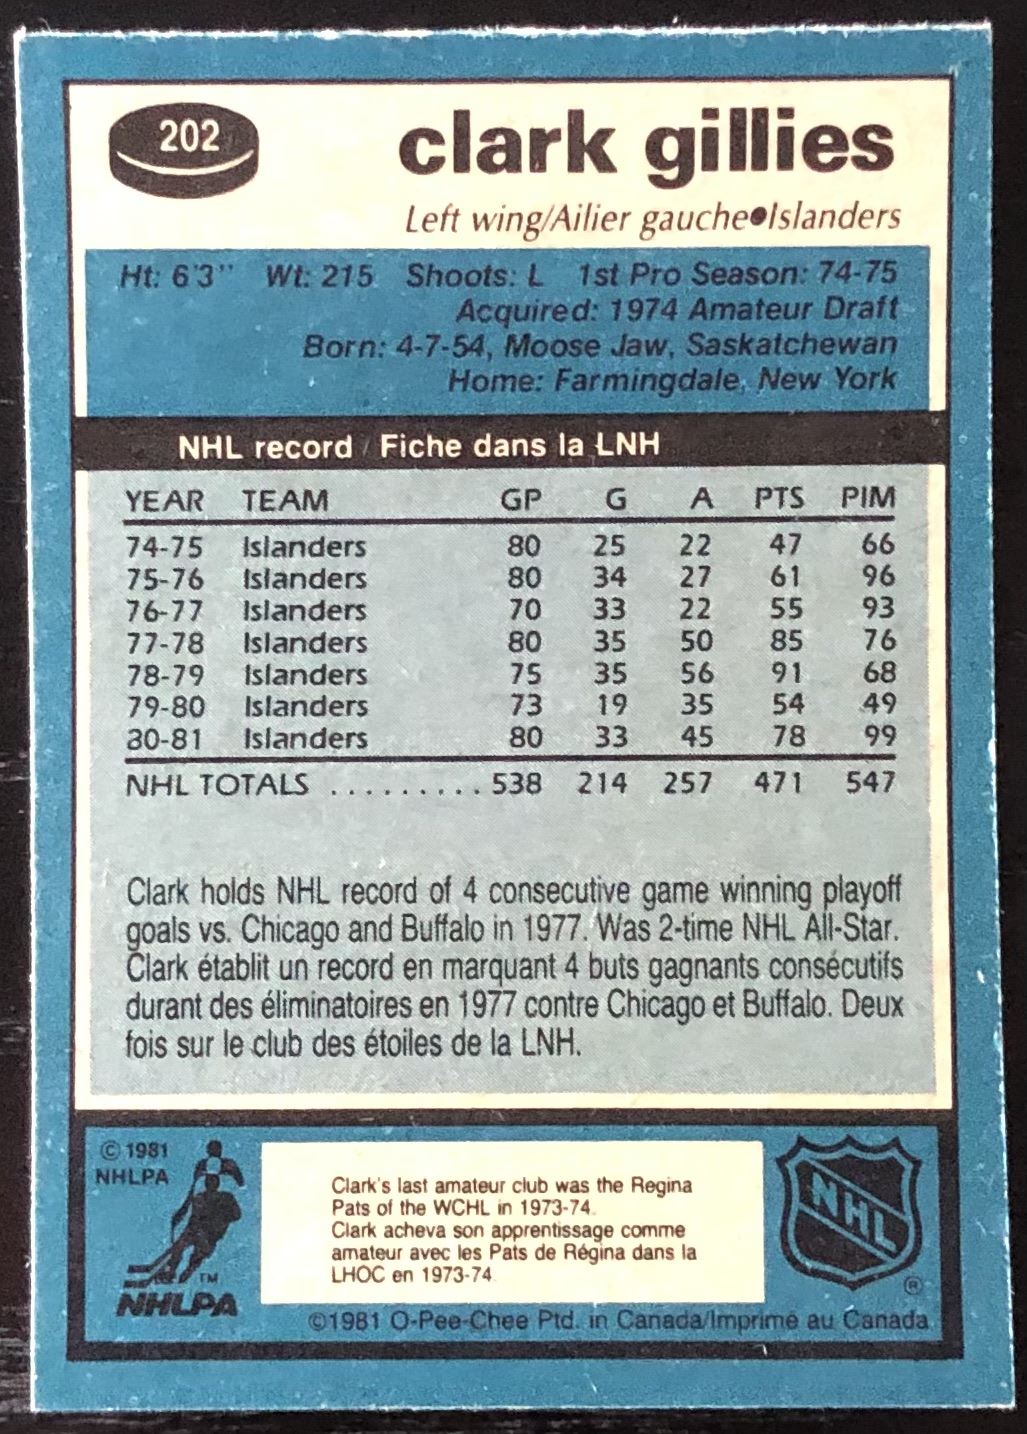 202
clark gillies
Left wing/Ailier gauche●Islanders
Ht: 6'3" Wt: 215 Shoots: L 1st Pro Season: 74-75
Acquired: 1974 Amateur Draft
Born: 4-7-54, Moose Jaw, Saskatchewan
Home: Farmingdale, New York
NHL record / Fiche dans la LNH
YEAR TEAM GP G A PTS PIM
74-75 Islanders 80 25 22 47 66
75-76 Islanders 80 34 27 61 96
76-77 Islanders 70 33 22 55 93
77-78 Islanders 80 35 50 85 76
78-79 Islanders 75 35 56 91 68
79-80 Islanders 73 19 35 54 49
80-81 Islanders 80 33 45 78 99
NHL TOTALS .......... 538 214 257 471 547
Clark holds NHL record of 4 consecutive game winning playoff
goals vs. Chicago and Buffalo in 1977. Was 2-time NHL All-Star.
Clark établit un record en marquant 4 buts gagnants consécutifs
durant des éliminatoires en 1977 contre Chicago et Buffalo. Deux
fois sur le club des étoiles de la LNH.
© 1981
NHLPA
TM
NHLPA
Clark's last amateur club was the Regina
Pats of the WCHL in 1973-74.
Clark acheva son apprentissage comme
amateur avec les Pats de Régina dans la
LHOC en 1973-74.
NHL
®
©1981 O-Pee-Chee Ptd. in Canada/Imprimé au Canada